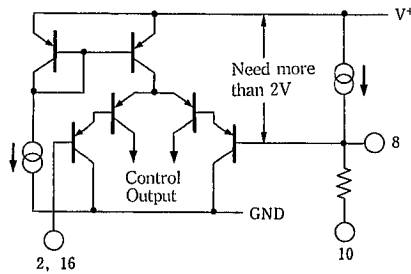 V+
Need more
than 2V
8
Control
Output
GND
2, 16
10